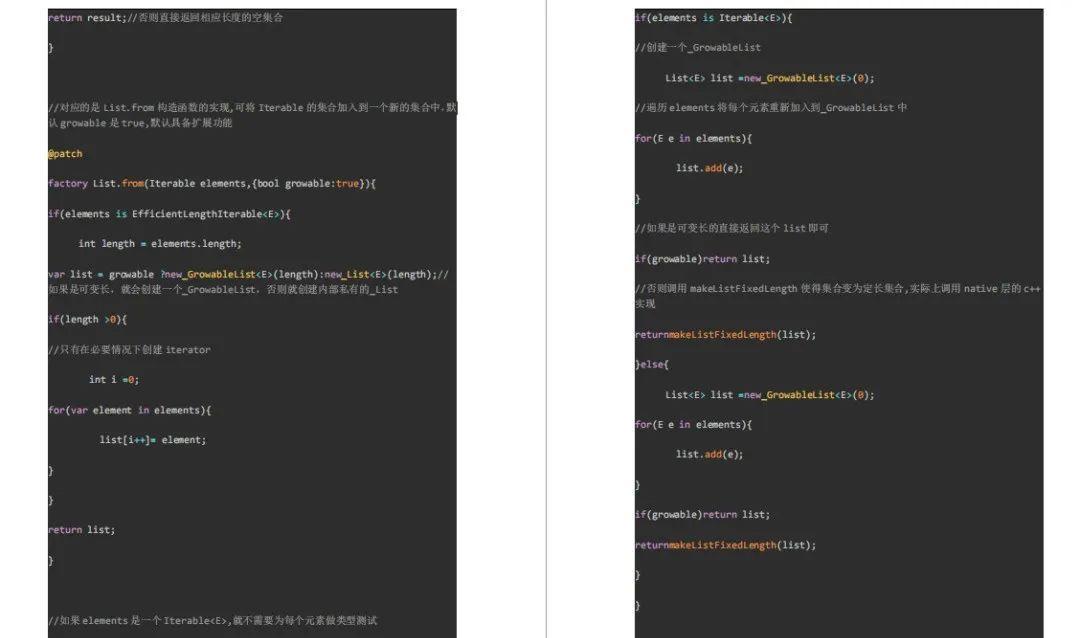 return result;//否则直接返回相应长度的空集合
}
//对应的是 List.from 构造函数的实现,可将 Iterable 的集合加入到一个新的集合中,默
认 growable 是 true,默认具备扩展功能
@patch
factory List.from(Iterable elements,{bool growable:true}){
if(elements is EfficientLengthIterable<E>){
int length = elements.length;
var list = growable ?new_GrowableList<E>(length):new_List<E>(length);//
如果是可变长, 就会创建一个_GrowableList, 否则就创建内部私有的_List
if(length >0){
//只有在必要情况下创建 iterator
int i =0;
for(var element in elements){
list[i++]= element;
}
}
return list;
}
//如果 elements 是一个 Iterable<E>,就不需要为每个元素做类型测试
if(elements is Iterable<E>){
//创建一个_GrowableList
List<E> list =new_GrowableList<E>(0);
//遍历 elements 将每个元素重新加入到_GrowableList 中
for(E e in elements){
list.add(e);
}
//如果是可变长的直接返回这个 list 即可
if(growable)return list;
//否则调用 makeListFixedLength 使得集合变为定长集合,实际上调用 native 层的 c++
实现
returnmakeListFixedLength(list);
}else{
List<E> list =new_GrowableList<E>(0);
for(E e in elements){
list.add(e);
}
if(growable)return list;
returnmakeListFixedLength(list);
}
}